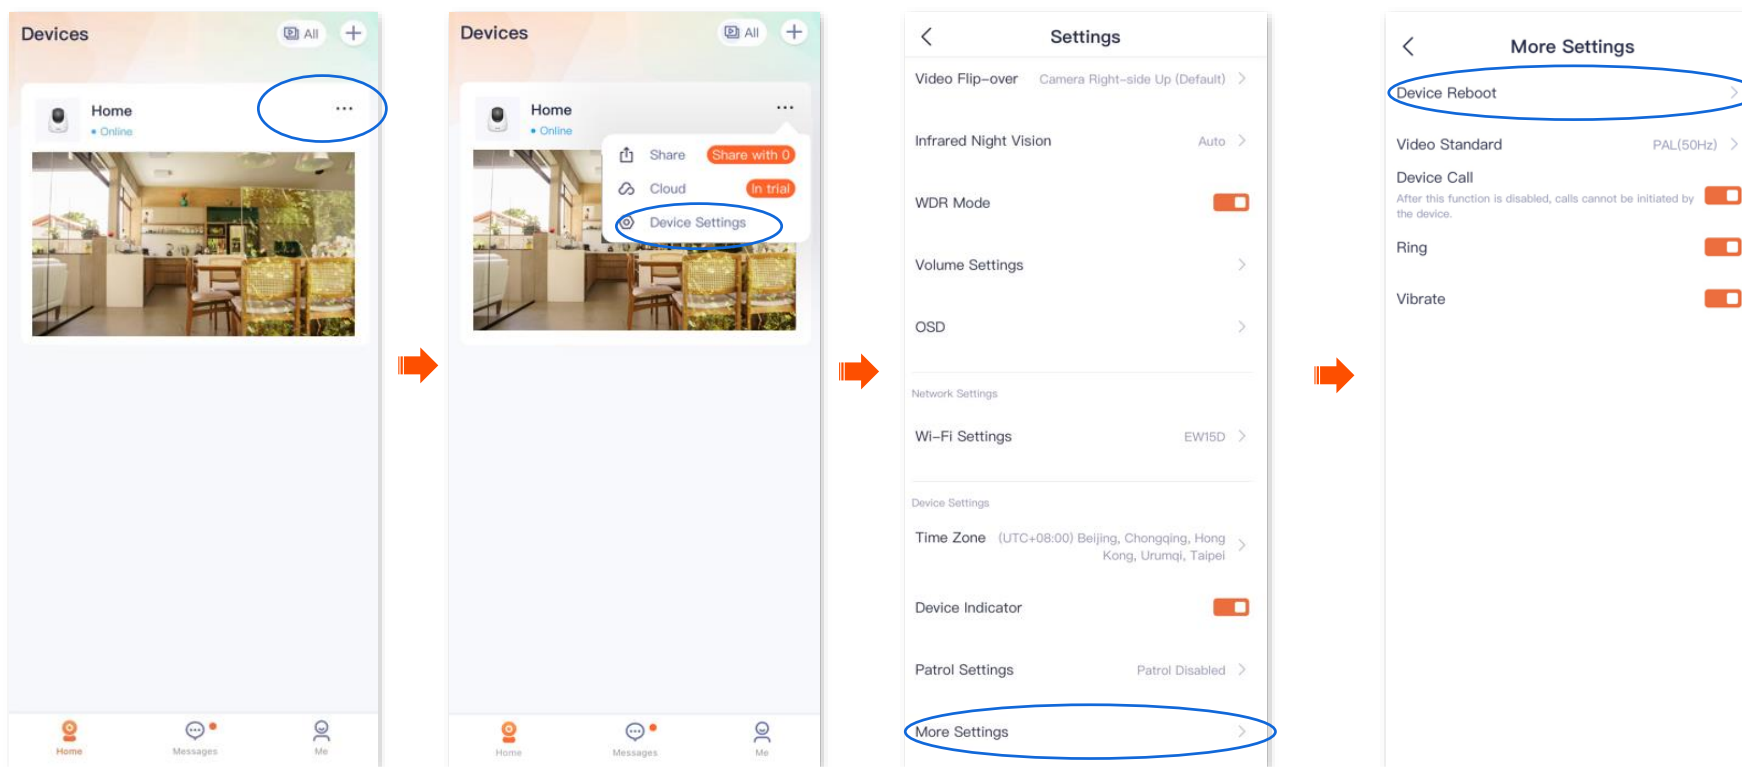 Devices
All
Home
Online
Home
Messages
Me
Devices
All
Home
Online
Share
Share with 0
Cloud
In trial
Device Settings
Home
Messages
Me
Settings
Video Flip-over
Camera Right-side Up (Default)
Infrared Night Vision
Auto
WDR Mode
Volume Settings
OSD
Network Settings
Wi-Fi Settings
EW15D
Device Settings
Time Zone
(UTC+08:00) Beijing, Chongqing, Hong
Kong, Urumqi, Taipei
Device Indicator
Patrol Settings
Patrol Disabled
More Settings
More Settings
Device Reboot
Video Standard
PAL(50Hz)
Device Call
After this function is disabled, calls cannot be initiated by
the device.
Ring
Vibrate